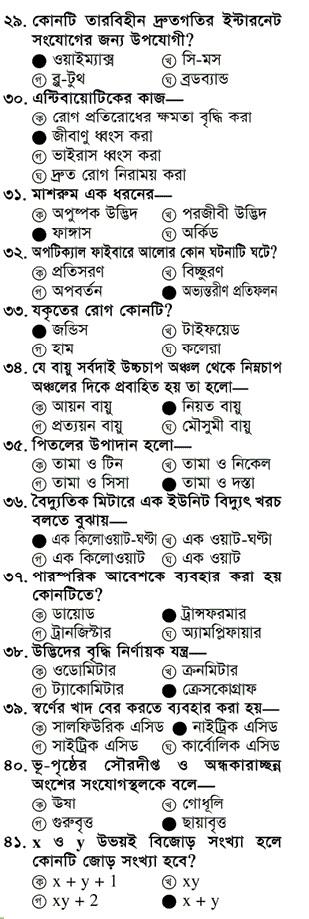 ২৯. কোনটি তারবিহীন দ্রুতগতির ইন্টারনেট
সংযোগের জন্য উপযোগী?
● ওয়াইম্যাক্স ⓚ সি-মস
গ ব্লু-টুথ ঘ ব্রডব্যান্ড
৩০. এন্টিবায়োটিকের কাজ—
ক রোগ প্রতিরোধের ক্ষমতা বৃদ্ধি করা
● জীবাণু ধ্বংস করা
গ ভাইরাস ধ্বংস করা
ঘ দ্রুত রোগ নিরাময় করা
৩১. মাশরুম এক ধরনের—
ক অপুষ্পক উদ্ভিদ খ পরজীবী উদ্ভিদ
● ফাঙ্গাস ঘ অর্কিড
৩২. অপটিক্যাল ফাইবারে আলোর কোন ঘটনাটি ঘটে?
ক প্রতিসরণ খ বিচ্ছুরণ
গ অপবর্তন ● অভ্যন্তরীণ প্রতিফলন
৩৩. যকৃতের রোগ কোনটি?
● জন্ডিস খ টাইফয়েড
গ হাম ঘ কলেরা
৩৪. যে বায়ু সর্বদাই উচ্চচাপ অঞ্চল থেকে নিম্নচাপ
অঞ্চলের দিকে প্রবাহিত হয় তা হলো—
ক আয়ন বায়ু ● নিয়ত বায়ু
গ প্রত্যয়ন বায়ু ঘ মৌসুমী বায়ু
৩৫. পিতলের উপাদান হলো—
ক তামা ও টিন খ তামা ও নিকেল
গ তামা ও সিসা ● তামা ও দস্তা
৩৬. বৈদ্যুতিক মিটারে এক ইউনিট বিদ্যুৎ খরচ
বলতে বুঝায়—
● এক কিলোওয়াট-ঘণ্টা খ এক ওয়াট-ঘণ্টা
গ এক কিলোওয়াট ঘ এক ওয়াট
৩৭. পারস্পরিক আবেশকে ব্যবহার করা হয়
কোনটিতে?
ক ডায়োড ● ট্রান্সফরমার
গ ট্রানজিস্টার ঘ অ্যামপ্লিফায়ার
৩৮. উদ্ভিদের বৃদ্ধি নির্ণায়ক যন্ত্র—
ক ওডোমিটার খ ক্রনমিটার
গ ট্যাকোমিটার ● ক্রেসকোগ্রাফ
৩৯. স্বর্ণের খাদ বের করতে ব্যবহার করা হয়—
ক সালফিউরিক এসিড ● নাইট্রিক এসিড
গ সাইট্রিক এসিড ঘ কার্বোলিক এসিড
৪০. ভূ-পৃষ্ঠের সৌরদীপ্ত ও অন্ধকারাচ্ছন্ন
অংশের সংযোগস্থলকে বলে—
ক ঊষা খ গোধূলি
গ গুরুবৃত্ত ● ছায়াবৃত্ত
৪১. x ও y উভয়ই বিজোড় সংখ্যা হলে
কোনটি জোড় সংখ্যা হবে?
ক x + y + 1 খ xy
গ xy + 2 ● x + y